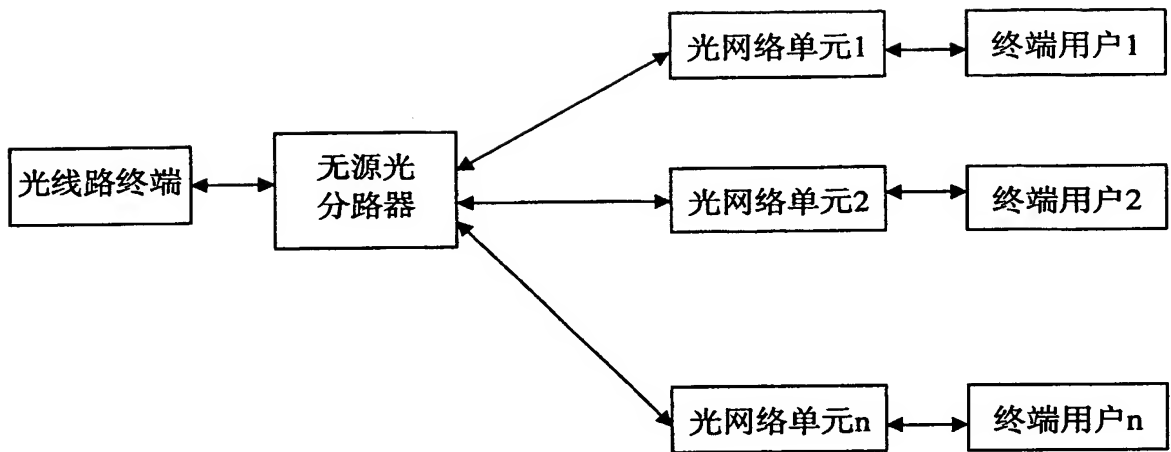 光网络单元1
终端用户1
光线路终端
无源光
分路器
光网络单元2
终端用户2
光网络单元n
终端用户n